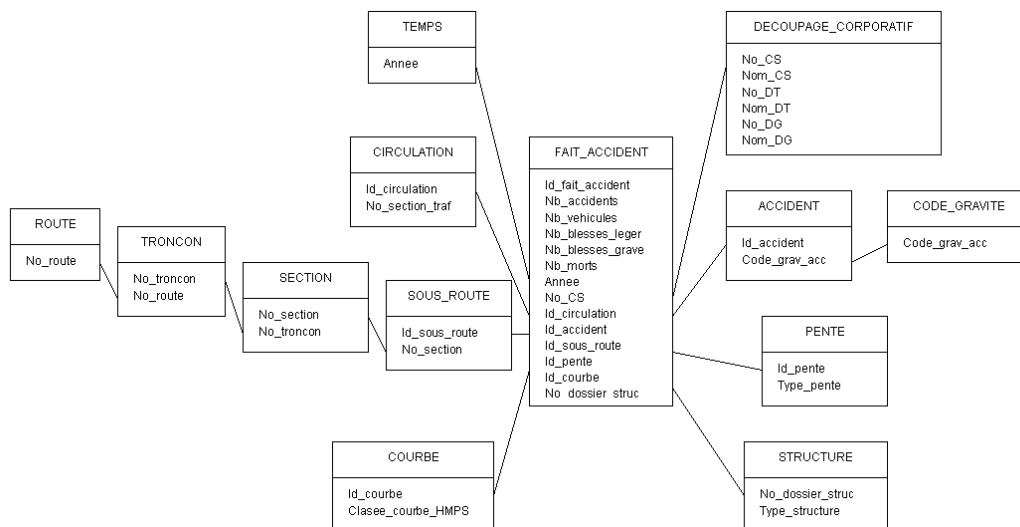 TEMPS
Annee
DECOUPAGE_CORPORATIF
No_CS
Nom_CS
No_DT
Nom_DT
No_DG
Nom_DG
CIRCULATION
Id_circulation
No_section_traf
FAIT_ACCIDENT
Id_fait_accident
Nb_accidents
Nb_vehicules
Nb_blesses_leger
Nb_blesses_grave
Nb_morts
Annee
No_CS
Id_circulation
Id_accident
Id_sous_route
Id_pente
Id_courbe
No_dossier_struc
ACCIDENT
Id_accident
Code_grav_acc
CODE_GRAVITE
Code_grav_acc
ROUTE
No_route
TRONCON
No_troncon
No_route
SECTION
No_section
No_troncon
SOUS_ROUTE
Id_sous_route
No_section
PENTE
Id_pente
Type_pente
COURBE
Id_courbe
Clasee_courbe_HMPS
STRUCTURE
No_dossier_struc
Type_structure